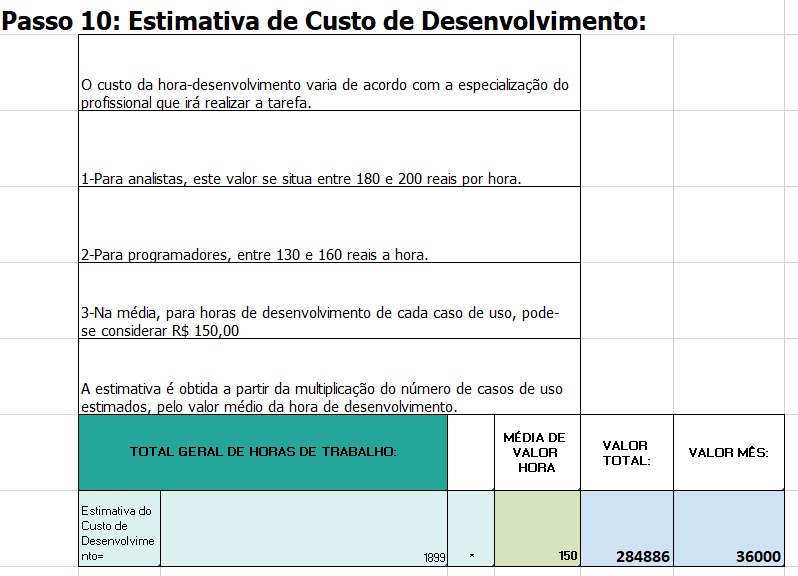 Passo 10: Estimativa de Custo de Desenvolvimento:
O custo da hora-desenvolvimento varia de acordo com a especialização do
profissional que irá realizar a tarefa.
1-Para analistas, este valor se situa entre 180 e 200 reais por hora.
2-Para programadores, entre 130 e 160 reais a hora.
3-Na média, para horas de desenvolvimento de cada caso de uso, pode-
se considerar R$ 150,00
A estimativa é obtida a partir da multiplicação do número de casos de uso
estimados, pelo valor médio da hora de desenvolvimento.
TOTAL GERAL DE HORAS DE TRABALHO:
MÉDIA DE
VALOR
HORA
VALOR
TOTAL:
VALOR MÊS:
Estimativa do
Custo de
Desenvolvime
nto=
1899
*
150
284886
36000